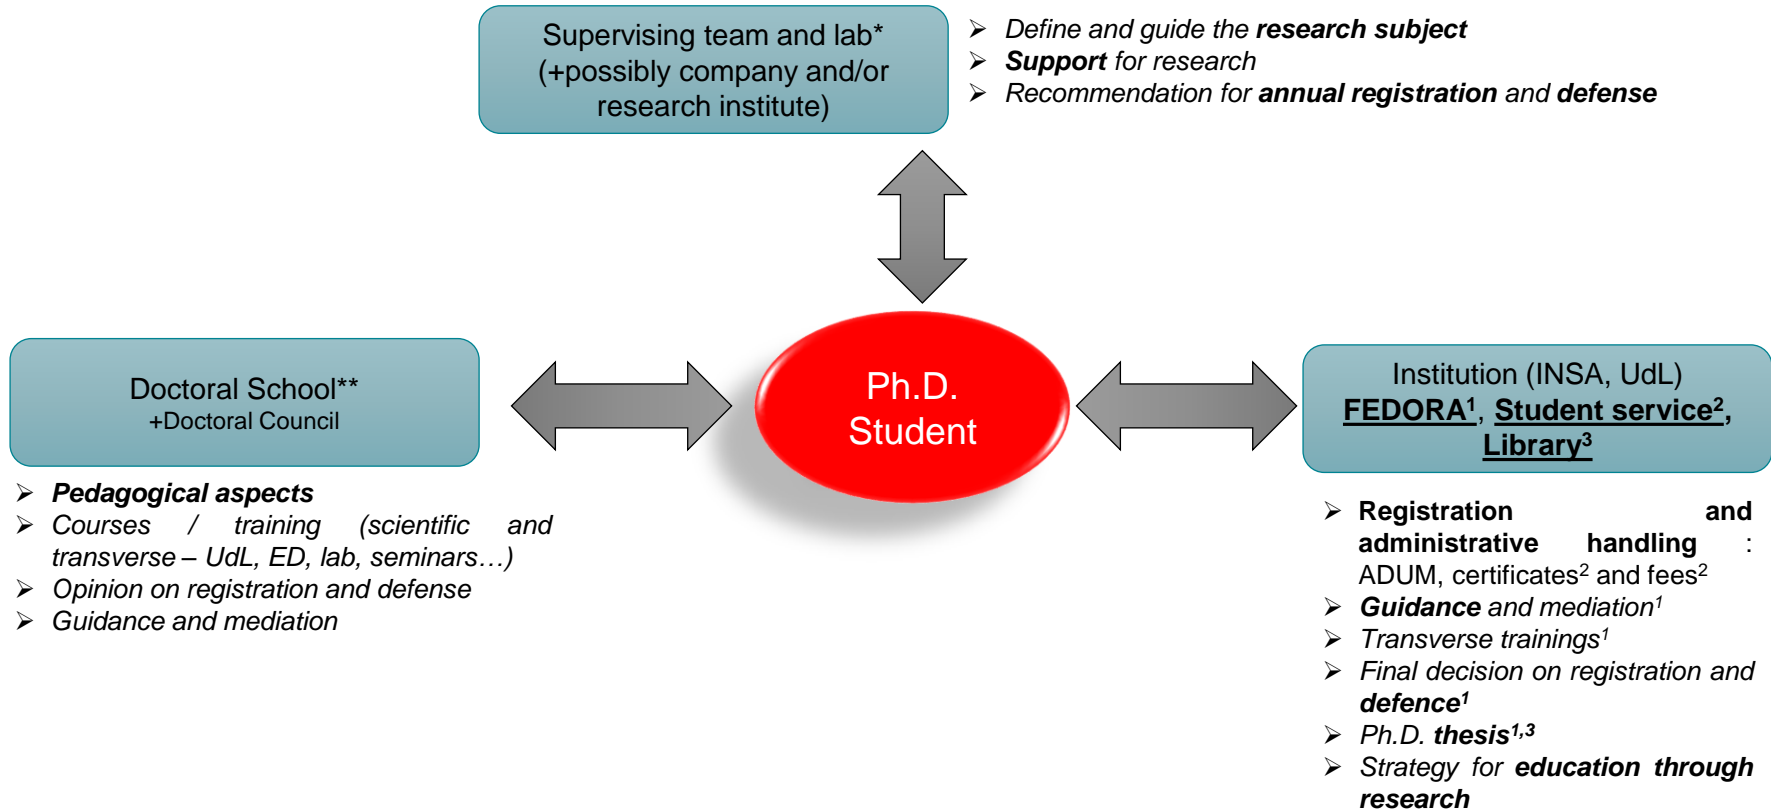 Supervising team and lab*
(+possibly company and/or
research institute)
➢ Define and guide the research subject
➢ Support for research
➢ Recommendation for annual registration and defense
Doctoral School**
+Doctoral Council
Ph.D.
Student
Institution (INSA, UdL)
FEDORA¹, Student service²,
Library³
➢ Pedagogical aspects
➢ Courses / training (scientific and
transverse – UdL, ED, lab, seminars…)
➢ Opinion on registration and defense
➢ Guidance and mediation
➢ Registration and
administrative handling :
ADUM, certificates² and fees²
➢ Guidance and mediation¹
➢ Transverse trainings¹
➢ Final decision on registration and
defence¹
➢ Ph.D. thesis¹,³
➢ Strategy for education through
research